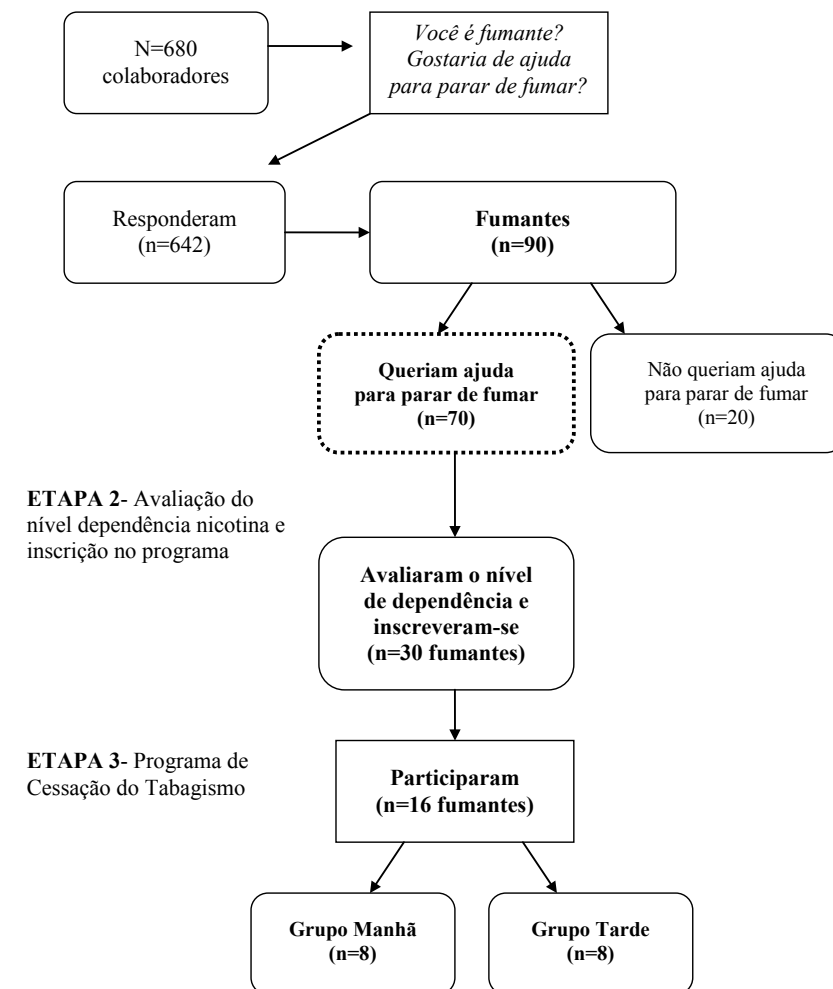 N=680
colaboradores
Você é fumante?
Gostaria de ajuda
para parar de fumar?
Responderam
(n=642)
Fumantes
(n=90)
Queriam ajuda
para parar de fumar
(n=70)
Não queriam ajuda
para parar de fumar
(n=20)
ETAPA 2- Avaliação do
nível dependência nicotina e
inscrição no programa
Avaliaram o nível
de dependência e
inscreveram-se
(n=30 fumantes)
ETAPA 3- Programa de
Cessação do Tabagismo
Participaram
(n=16 fumantes)
Grupo Manhã
(n=8)
Grupo Tarde
(n=8)